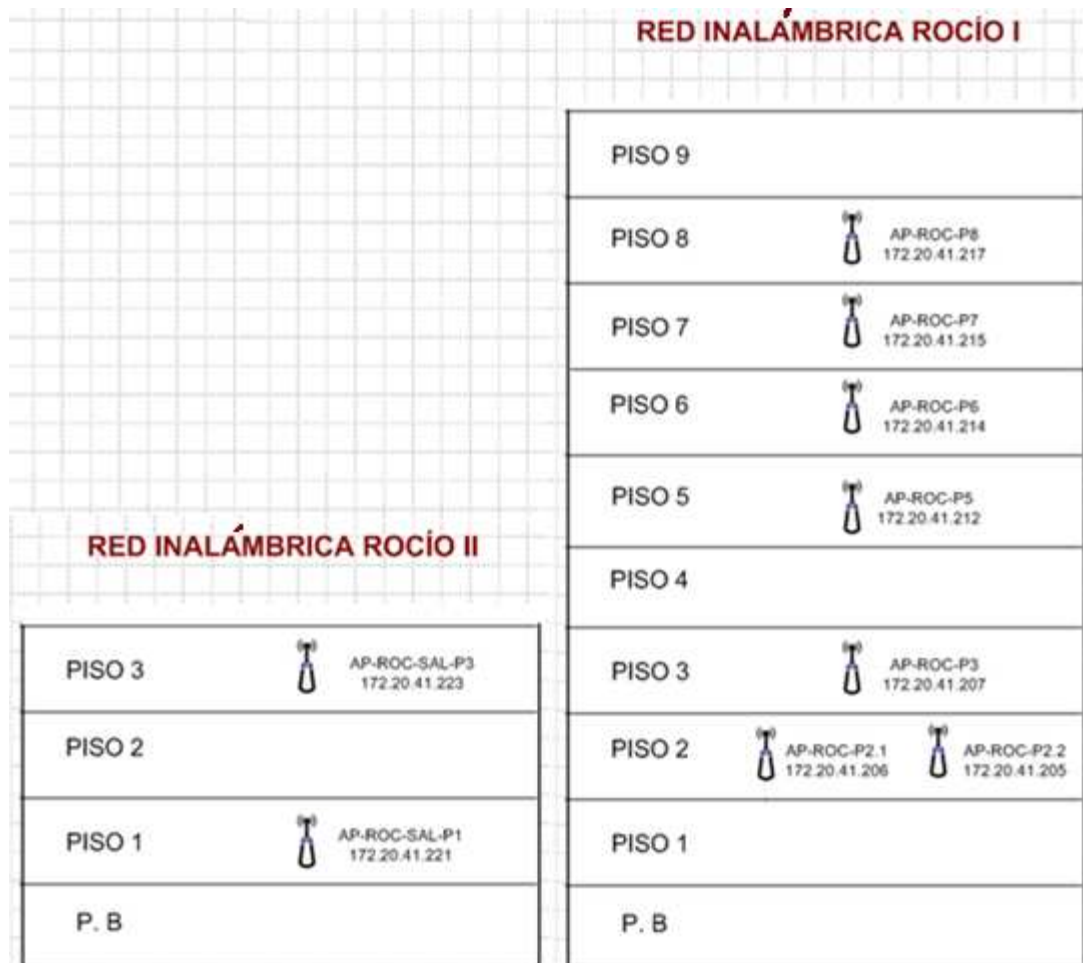 RED INALÁMBRICA ROCÍO I
PISO 9
PISO 8
AP-ROC-P8
172.20.41.217
PISO 7
AP-ROC-P7
172.20.41.215
PISO 6
AP-ROC-P6
172.20.41.214
PISO 5
AP-ROC-P5
172.20.41.212
PISO 4
PISO 3
AP-ROC-P3
172.20.41.207
PISO 2
AP-ROC-P2.1
172.20.41.206
AP-ROC-P2.2
172.20.41.205
PISO 1
P. B
RED INALÁMBRICA ROCÍO II
PISO 3
AP-ROC-SAL-P3
172.20.41.223
PISO 2
PISO 1
AP-ROC-SAL-P1
172.20.41.221
P. B